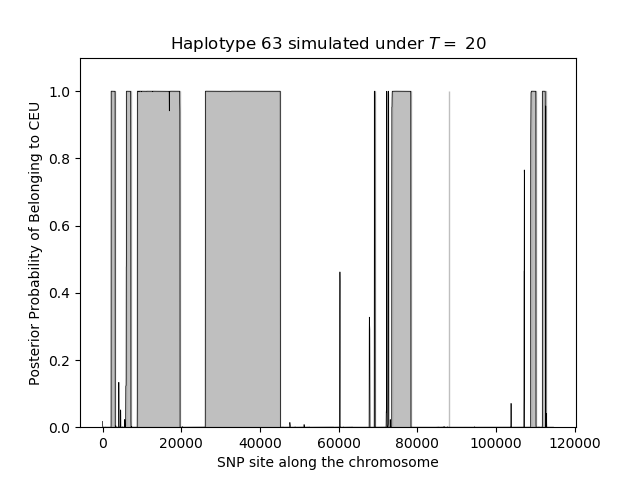 Haplotype 63 simulated under T = 20
1.0
0.8
0.6
0.4
0.2
0.0
Posterior Probability of Belonging to CEU
0 20000 40000 60000 80000 100000 120000
SNP site along the chromosome